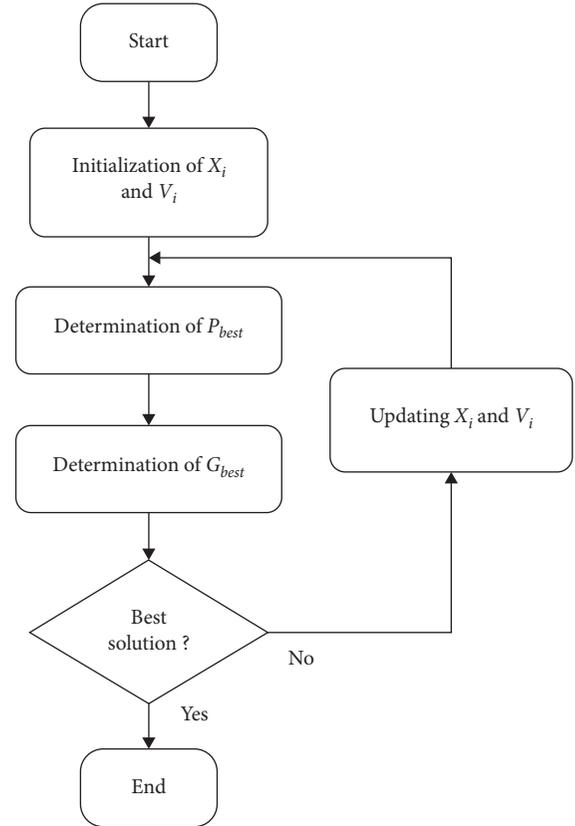 Start
Initialization of Xi
and Vi
Determination of Pbest
Determination of Gbest
Updating Xi and Vi
Best
solution ?
No
Yes
End